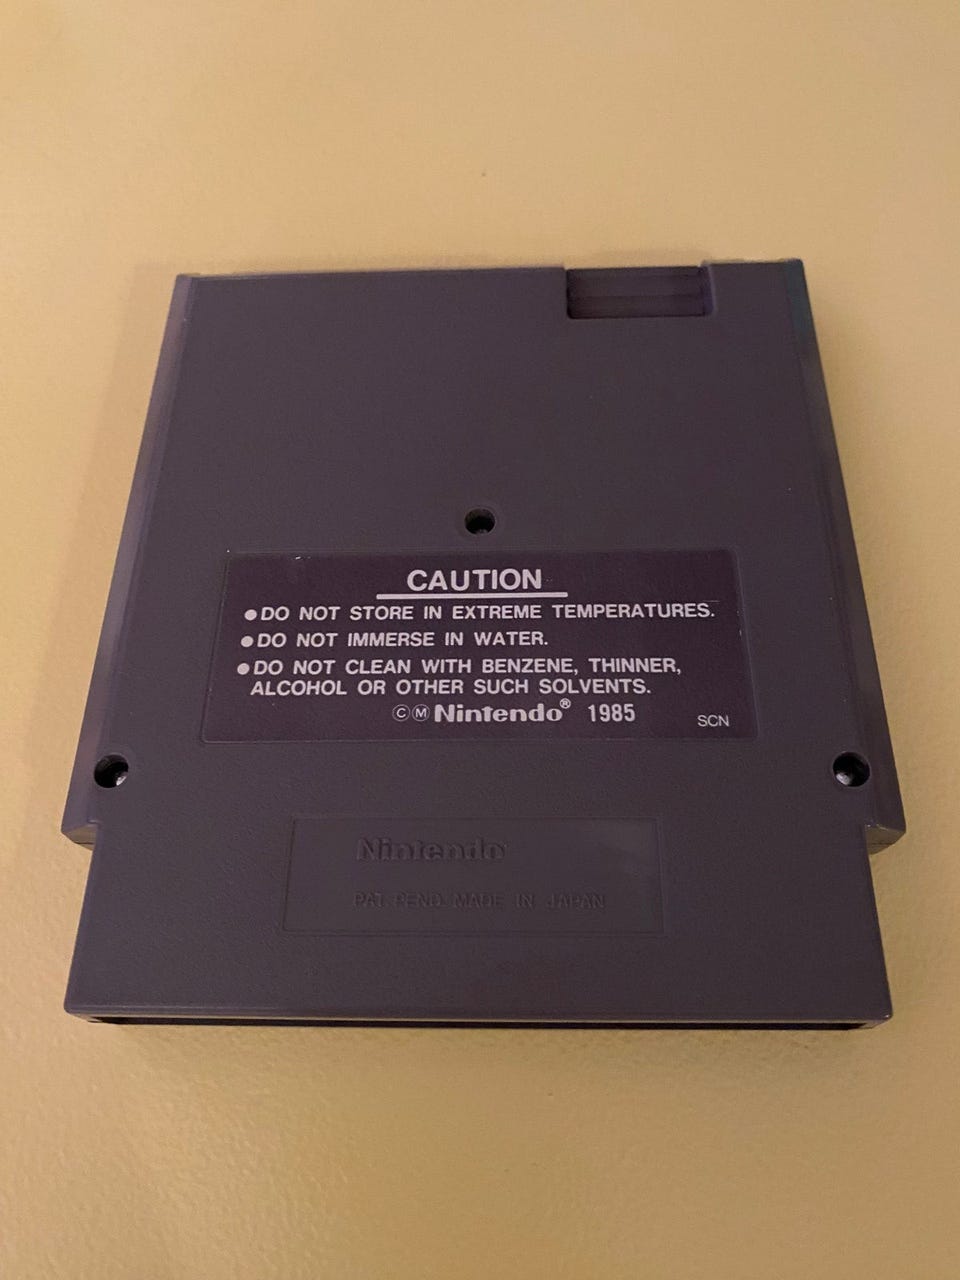 CAUTION
●DO NOT STORE IN EXTREME TEMPERATURES.
●DO NOT IMMERSE IN WATER.
●DO NOT CLEAN WITH BENZENE, THINNER,
ALCOHOL OR OTHER SUCH SOLVENTS.
ⒸⓂNintendo® 1985
SCN
Nintendo
PAT. PEND. MADE IN JAPAN